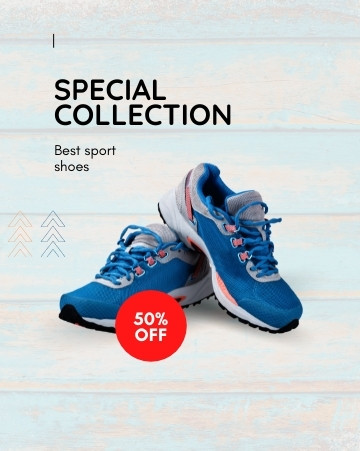 SPECIAL
COLLECTION
Best sport
shoes
50%
OFF